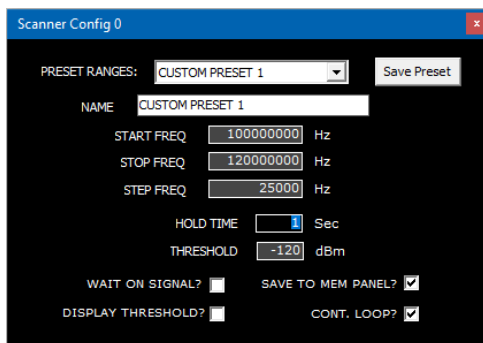 Scanner Config 0 x
PRESET RANGES: CUSTOM PRESET 1 Save Preset
NAME CUSTOM PRESET 1
START FREQ 100000000 Hz
STOP FREQ 120000000 Hz
STEP FREQ 25000 Hz
HOLD TIME 1 Sec
THRESHOLD -120 dBm
WAIT ON SIGNAL? SAVE TO MEM PANEL?
DISPLAY THRESHOLD? CONT. LOOP?